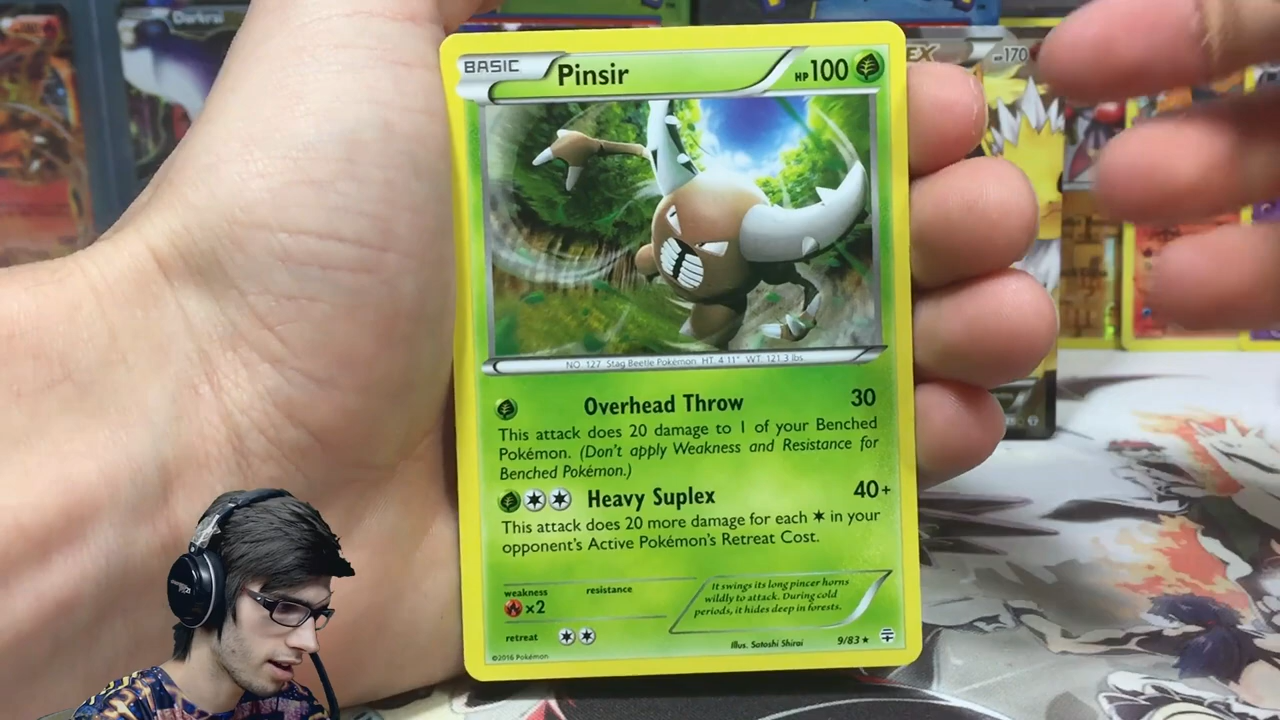 Darkrai
EX HP170
BASIC Pinsir HP 100
NO. 127 Stag Beetle Pokémon HT. 4'11" WT. 121.3 lbs
Overhead Throw 30
This attack does 20 damage to 1 of your Benched
Pokémon. (Don't apply Weakness and Resistance for
Benched Pokémon.)
Heavy Suplex 40+
This attack does 20 more damage for each in your
opponent's Active Pokémon's Retreat Cost.
weakness resistance
×2
It swings its long pincer horns
wildly to attack. During cold
periods, it hides deep in forests.
retreat
Illus. Satoshi Shirai 9/83★
©2016 Pokémon